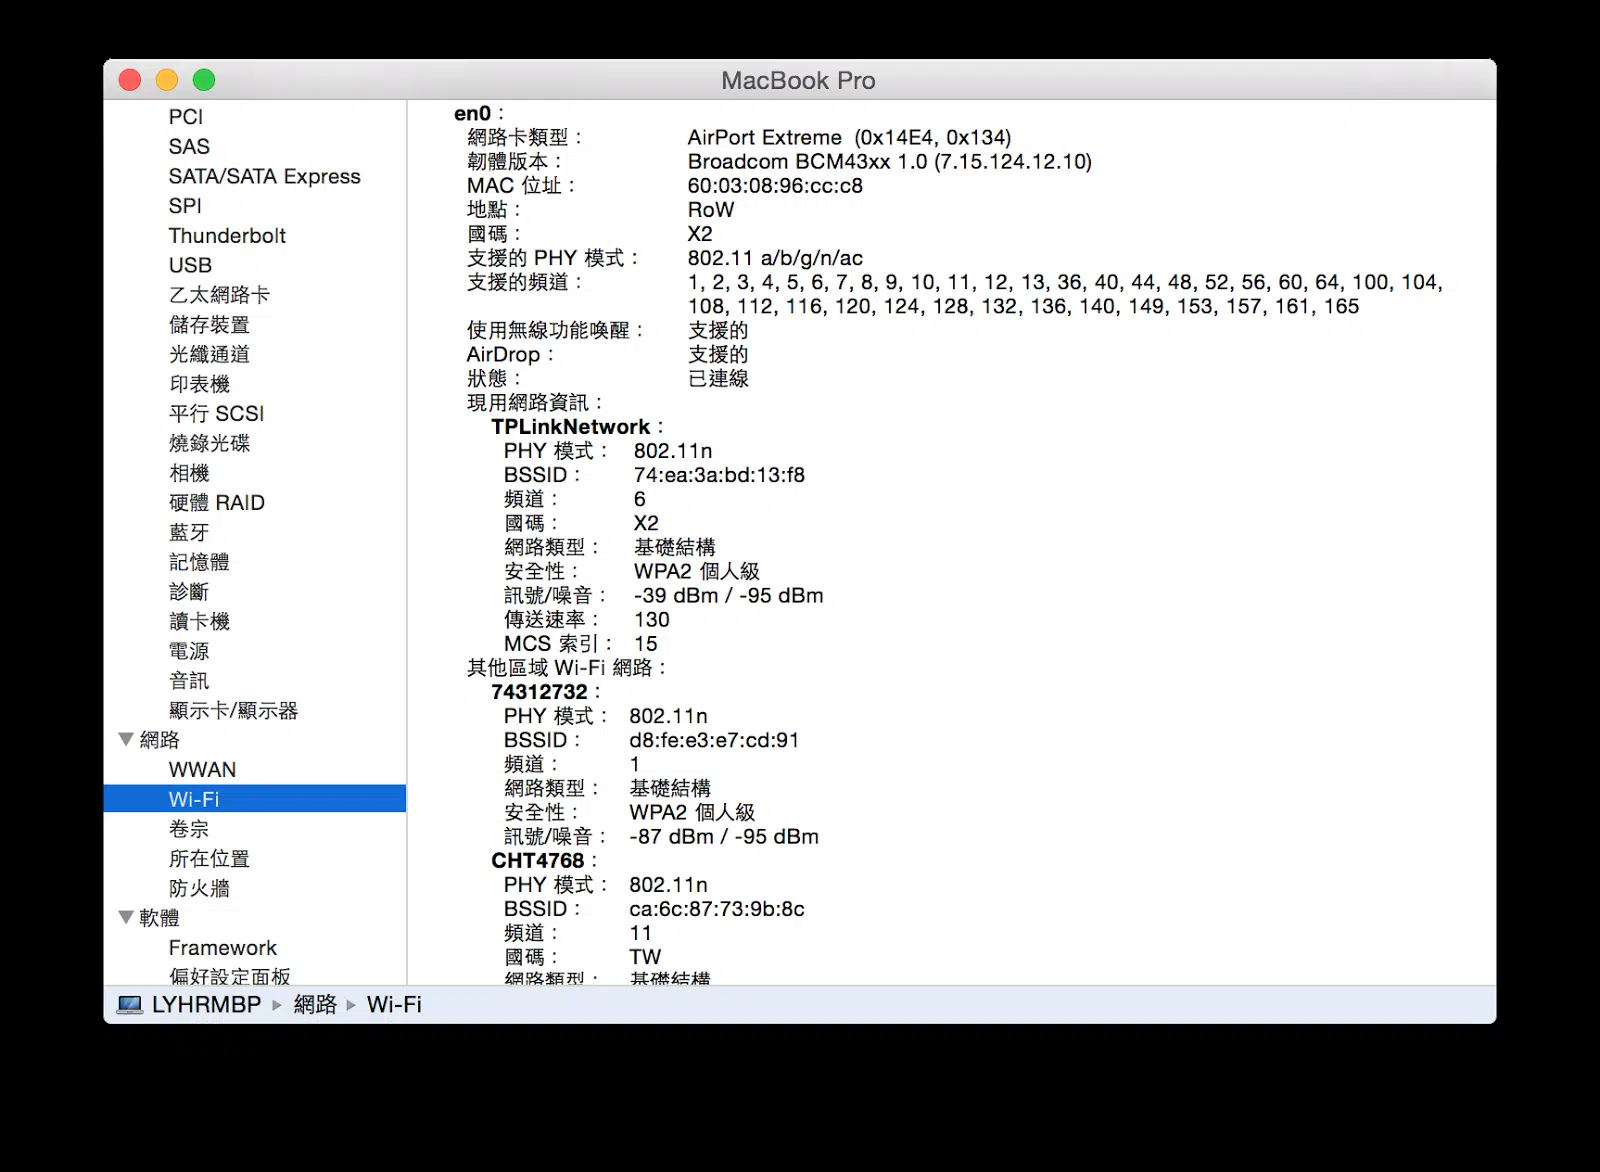 MacBook Pro
PCI
SAS
SATA/SATA Express
SPI
Thunderbolt
USB
乙太網路卡
儲存裝置
光纖通道
印表機
平行 SCSI
燒錄光碟
相機
硬體 RAID
藍牙
記憶體
診斷
讀卡機
電源
音訊
顯示卡/顯示器
網路
WWAN
Wi-Fi
卷宗
所在位置
防火牆
軟體
Framework
偏好設定面板
en0：
網路卡類型： AirPort Extreme  (0x14E4, 0x134)
韌體版本： Broadcom BCM43xx 1.0 (7.15.124.12.10)
MAC 位址： 60:03:08:96:cc:c8
地點： RoW
國碼： X2
支援的 PHY 模式： 802.11 a/b/g/n/ac
支援的頻道： 1, 2, 3, 4, 5, 6, 7, 8, 9, 10, 11, 12, 13, 36, 40, 44, 48, 52, 56, 60, 64, 100, 104,
108, 112, 116, 120, 124, 128, 132, 136, 140, 149, 153, 157, 161, 165
使用無線功能喚醒： 支援的
AirDrop： 支援的
狀態： 已連線
現用網路資訊：
TPLinkNetwork：
PHY 模式： 802.11n
BSSID： 74:ea:3a:bd:13:f8
頻道： 6
國碼： X2
網路類型： 基礎結構
安全性： WPA2 個人級
訊號/噪音： -39 dBm / -95 dBm
傳送速率： 130
MCS 索引： 15
其他區域 Wi-Fi 網路：
74312732：
PHY 模式： 802.11n
BSSID： d8:fe:e3:e7:cd:91
頻道： 1
網路類型： 基礎結構
安全性： WPA2 個人級
訊號/噪音： -87 dBm / -95 dBm
CHT4768：
PHY 模式： 802.11n
BSSID： ca:6c:87:73:9b:8c
頻道： 11
國碼： TW
網路類型： 基礎結構
LYHRMBP ▸ 網路 ▸ Wi-Fi